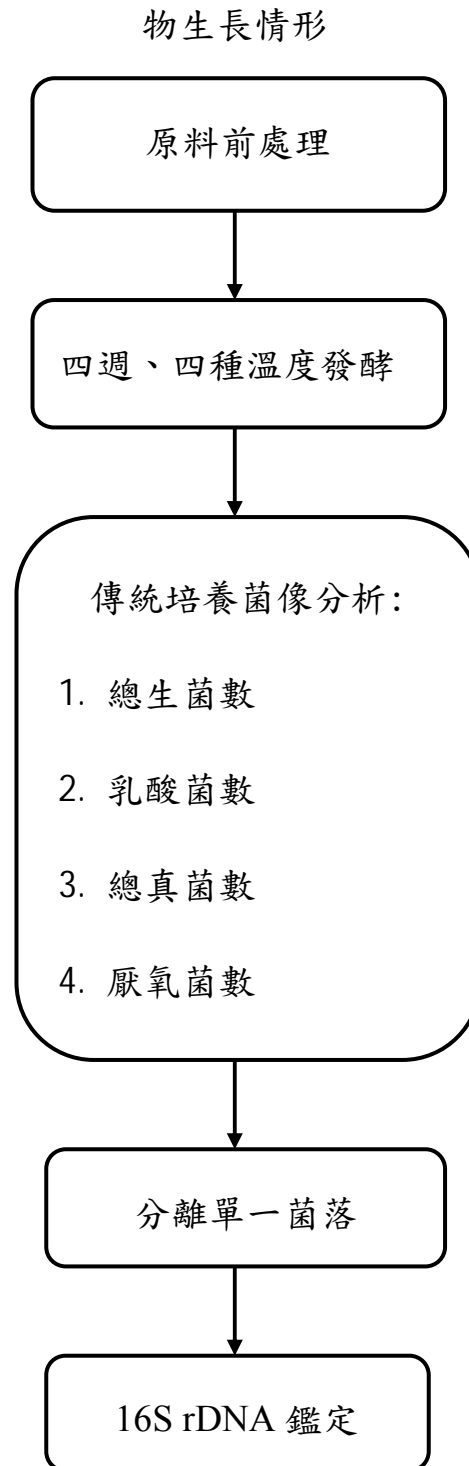 物生長情形
原料前處理
四週、四種溫度發酵
傳統培養菌像分析:
1. 總生菌數
2. 乳酸菌數
3. 總真菌數
4. 厭氧菌數
分離單一菌落
16S rDNA 鑑定